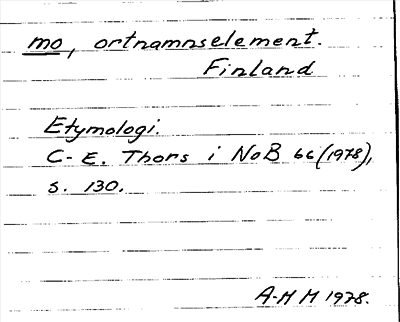 mo, ortnamnselement.
Finland
Etymologi.
C-E. Thors i NoB 66 (1978),
s. 130.
A-H M 1978.